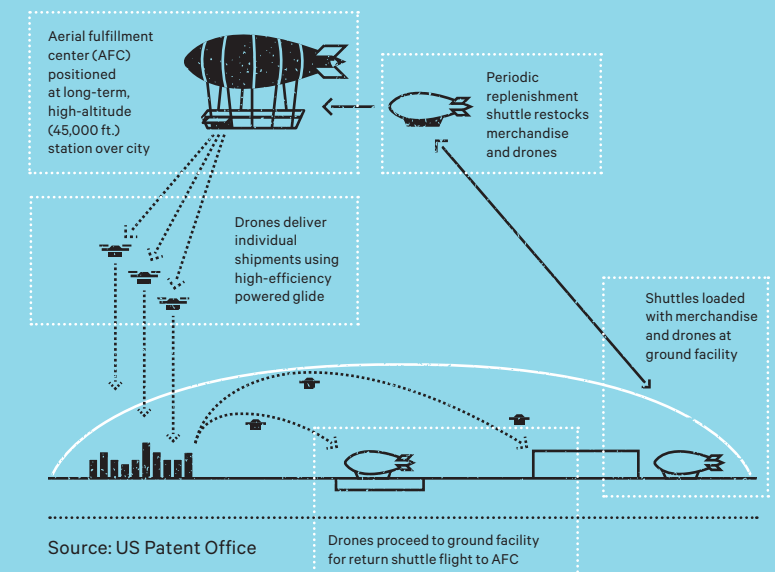 Aerial fulfillment
center (AFC)
positioned
at long-term,
high-altitude
(45,000 ft.)
station over city
Periodic
replenishment
shuttle restocks
merchandise
and drones
Drones deliver
individual
shipments using
high-efficiency
powered glide
Shuttles loaded
with merchandise
and drones at
ground facility
Source: US Patent Office
Drones proceed to ground facility
for return shuttle flight to AFC